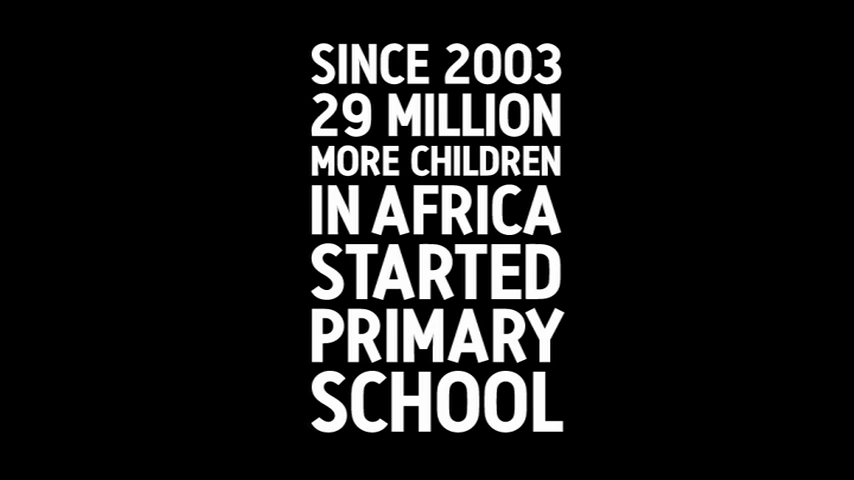 SINCE 2003
29 MILLION
MORE CHILDREN
IN AFRICA
STARTED
PRIMARY
SCHOOL